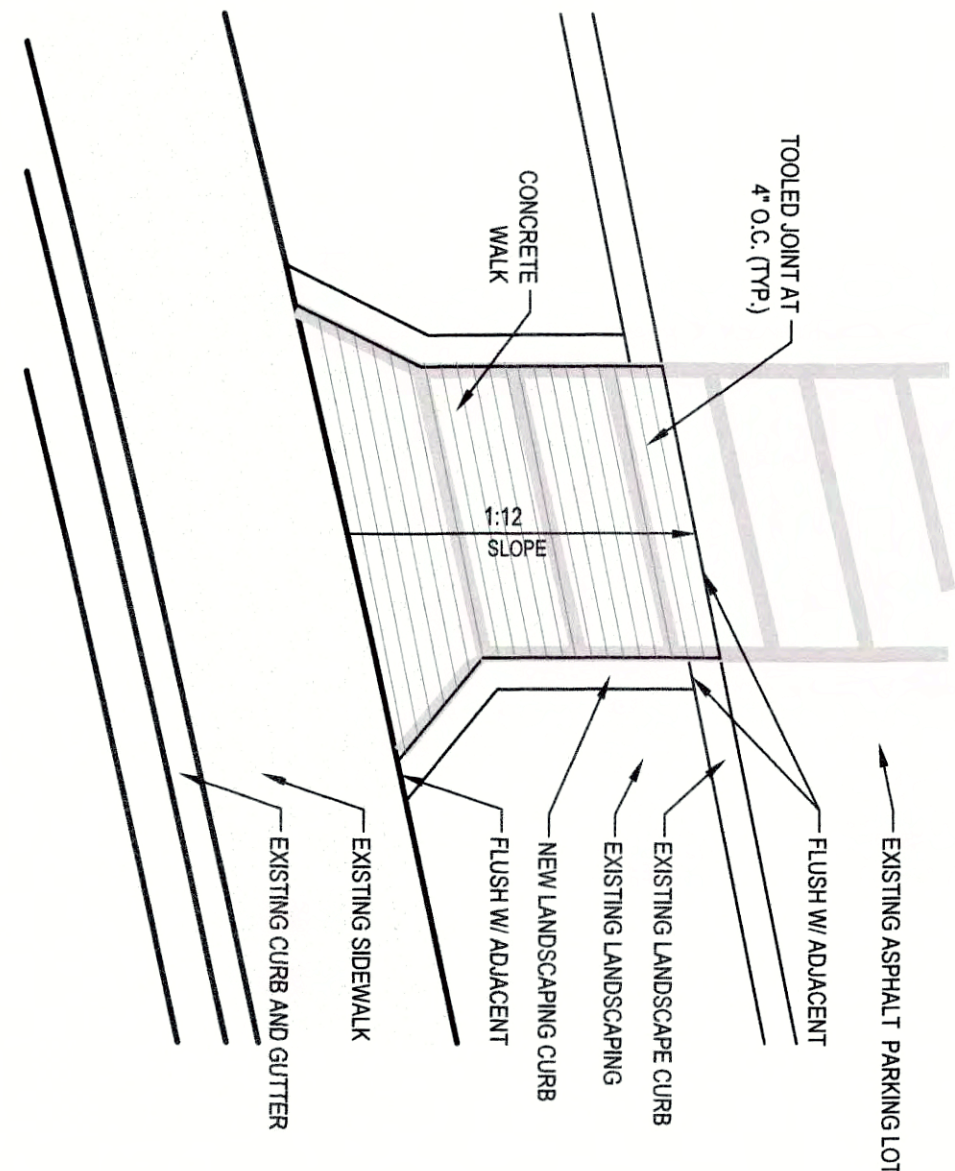 TOOLED JOINT AT
4" O.C. (TYP.)
CONCRETE
WALK
1:12
SLOPE
EXISTING ASPHALT PARKING LOT
FLUSH W/ ADJACENT
EXISTING LANDSCAPE CURB
EXISTING LANDSCAPING
NEW LANDSCAPING CURB
FLUSH W/ ADJACENT
EXISTING SIDEWALK
EXISTING CURB AND GUTTER